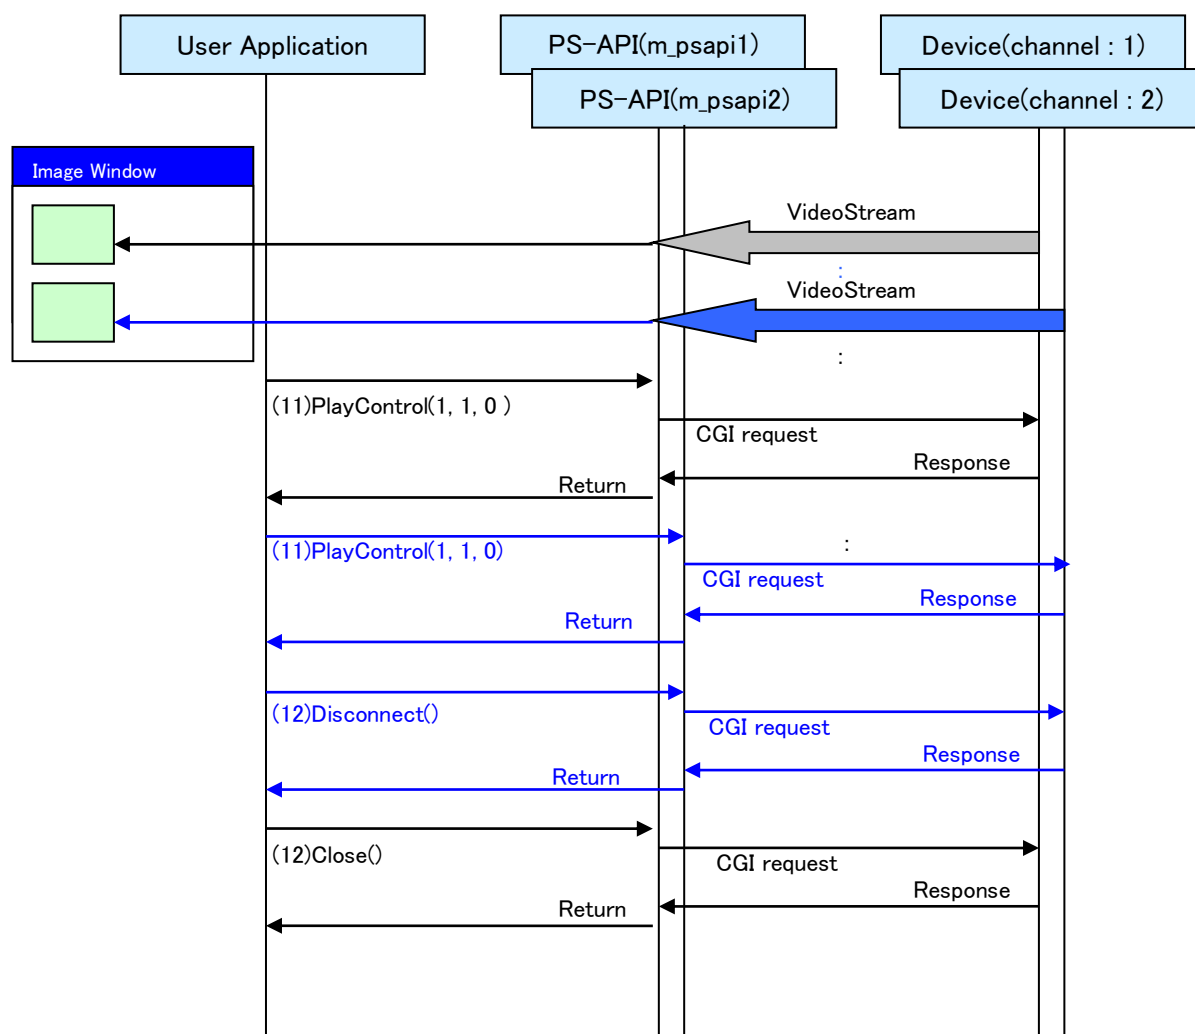 User Application
PS-API(m_psapi1)
Device(channel : 1)
PS-API(m_psapi2)
Device(channel : 2)
Image Window
VideoStream
:
VideoStream
:
(11)PlayControl(1, 1, 0 )
CGI request
Response
Return
(11)PlayControl(1, 1, 0)
:
CGI request
Response
Return
(12)Disconnect()
CGI request
Response
Return
(12)Close()
CGI request
Response
Return